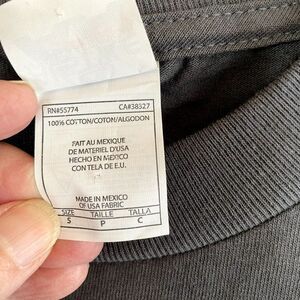 RN#55774 CA#38327
100% COTTON/COTON/ALGODON
FAIT AU MEXIQUE
DE MATERIEL D'USA
HECHO EN MEXICO
CON TELA DE E.U.
MADE IN MEXICO
OF USA FABRIC
SIZE TAILLE TALLA
S P C